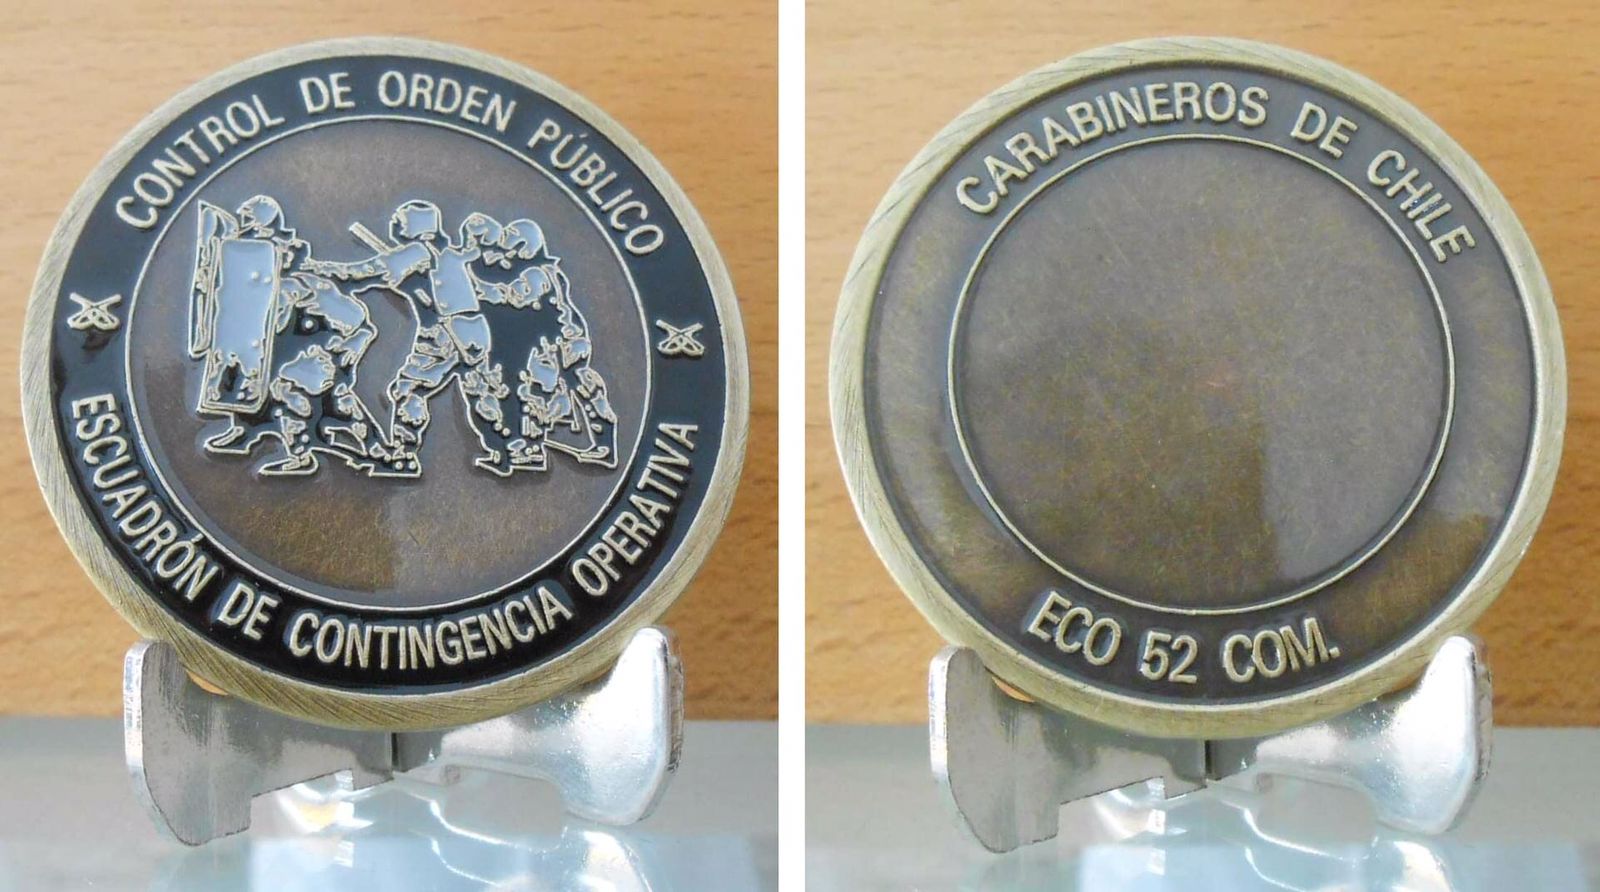 CONTROL DE ORDEN PÚBLICO
ESCUADRÓN DE CONTINGENCIA OPERATIVA
CARABINEROS DE CHILE
ECO 52 COM.